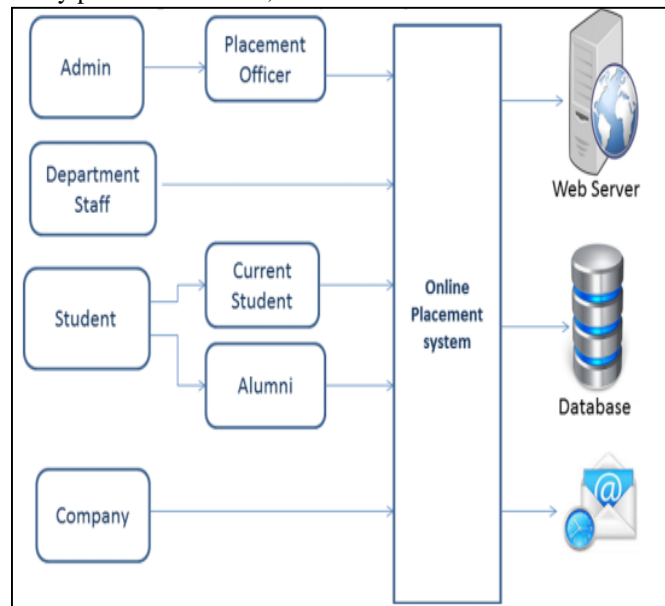 Admin
Placement
Officer
Department
Staff
Student
Current
Student
Alumni
Company
Online
Placement
system
Web Server
Database
@